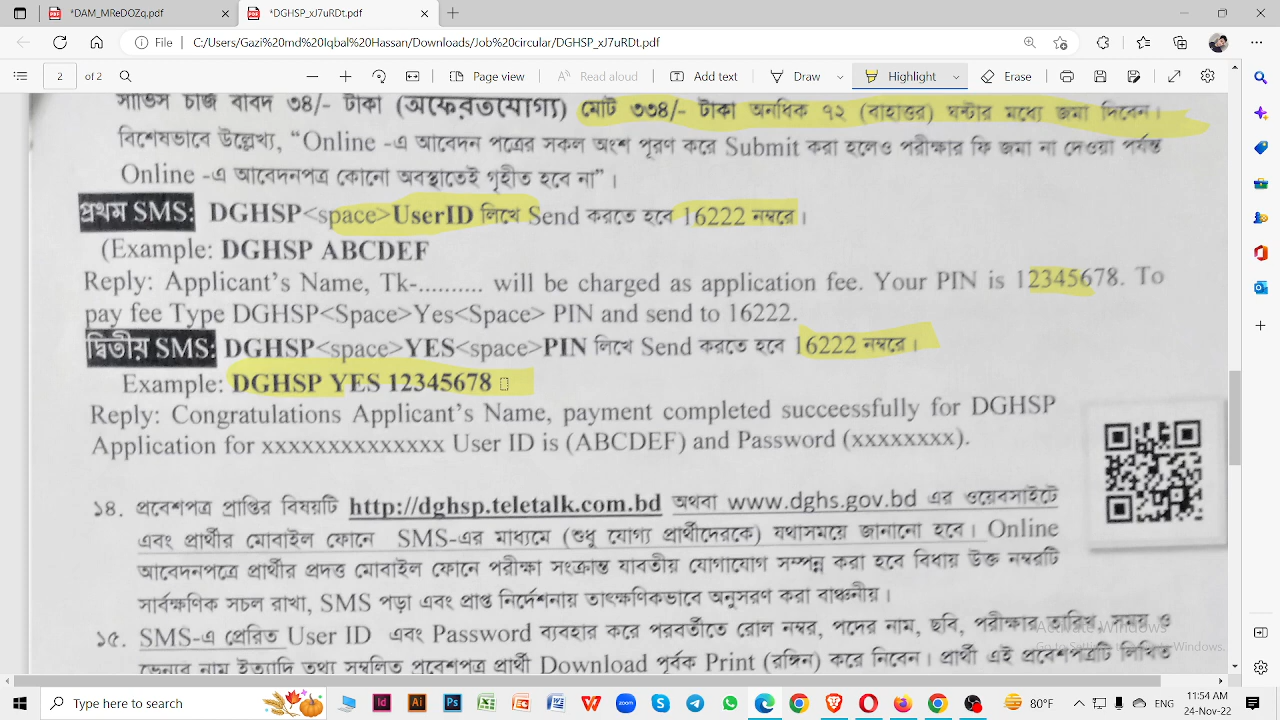 *DAM_MReDOZq.pdf
*DGHSP_xJ7uRDt.pdf
File
C:/Users/Gazi%20md%20Iqbal%20Hossain/Desktop/Users/Job%20Circular/DGHSP_xJ7uRDt.pdf
2 of 2
Page view
Read aloud
Add text
Draw
Highlight
Erase
সার্ভিস চার্জ বাবদ ৩৪/- টাকা (অফেরতযোগ্য) মোট ৩৩৪/- টাকা অনধিক ৭২ (বাহাত্তর) ঘন্টার মধ্যে জমা দিবেন।
বিশেষভাবে উল্লেখ্য, “Online -এ আবেদন পত্রের সকল অংশ পূরণ করে Submit করা হলেও পরীক্ষার ফি জমা না দেওয়া পর্যন্ত
Online -এ আবেদনপত্র কোনো অবস্থাতেই গৃহীত হবে না”।
প্রথম SMS: DGHSP<space>UserID লিখে Send করতে হবে 16222 নম্বরে।
(Example: DGHSP ABCDEF
Reply: Applicant’s Name, Tk-.......... will be charged as application fee. Your PIN is 12345678. To
pay fee Type DGHSP<Space>Yes<Space> PIN and send to 16222.
দ্বিতীয় SMS: DGHSP<space>YES<space>PIN লিখে Send করতে হবে 16222 নম্বরে।
Example: DGHSP YES 12345678
Reply: Congratulations Applicant’s Name, payment completed succeessfully for DGHSP
Application for xxxxxxxxxxxxxx User ID is (ABCDEF) and Password (xxxxxxxx).
১৪. প্রবেশপত্র প্রাপ্তির বিষয়টি http://dghsp.teletalk.com.bd অথবা www.dghs.gov.bd এর ওয়েবসাইটে
এবং প্রার্থীর মোবাইল ফোনে SMS-এর মাধ্যমে (শুধু যোগ্য প্রার্থীদেরকে) যথাসময়ে জানানো হবে। Online
আবেদনপত্রে প্রার্থীর প্রদত্ত মোবাইল ফোনে পরীক্ষা সংক্রান্ত যাবতীয় যোগাযোগ সম্পন্ন করা হবে বিধায় উক্ত নম্বরটি
সার্বক্ষণিক সচল রাখা, SMS পড়া এবং প্রাপ্ত নির্দেশনায় তাৎক্ষণিকভাবে অনুসরণ করা বাঞ্চনীয়।
১৫. SMS-এ প্রেরিত User ID এবং Password ব্যবহার করে পরবর্তীতে রোল নম্বর, পদের নাম, ছবি, পরীক্ষার তারিখ, সময় ও
জেলার নাম ইত্যাদি তথ্য সম্বলিত প্রবেশপত্র প্রার্থী Download পূর্বক Print (রঙ্গিন) করে নিবেন। প্রার্থী এই প্রবেশপত্রটি লিখিত
Activate Windows
Go to Settings to activate Windows.
Type here to search
80°F
11:54 AM
24-Nov-22